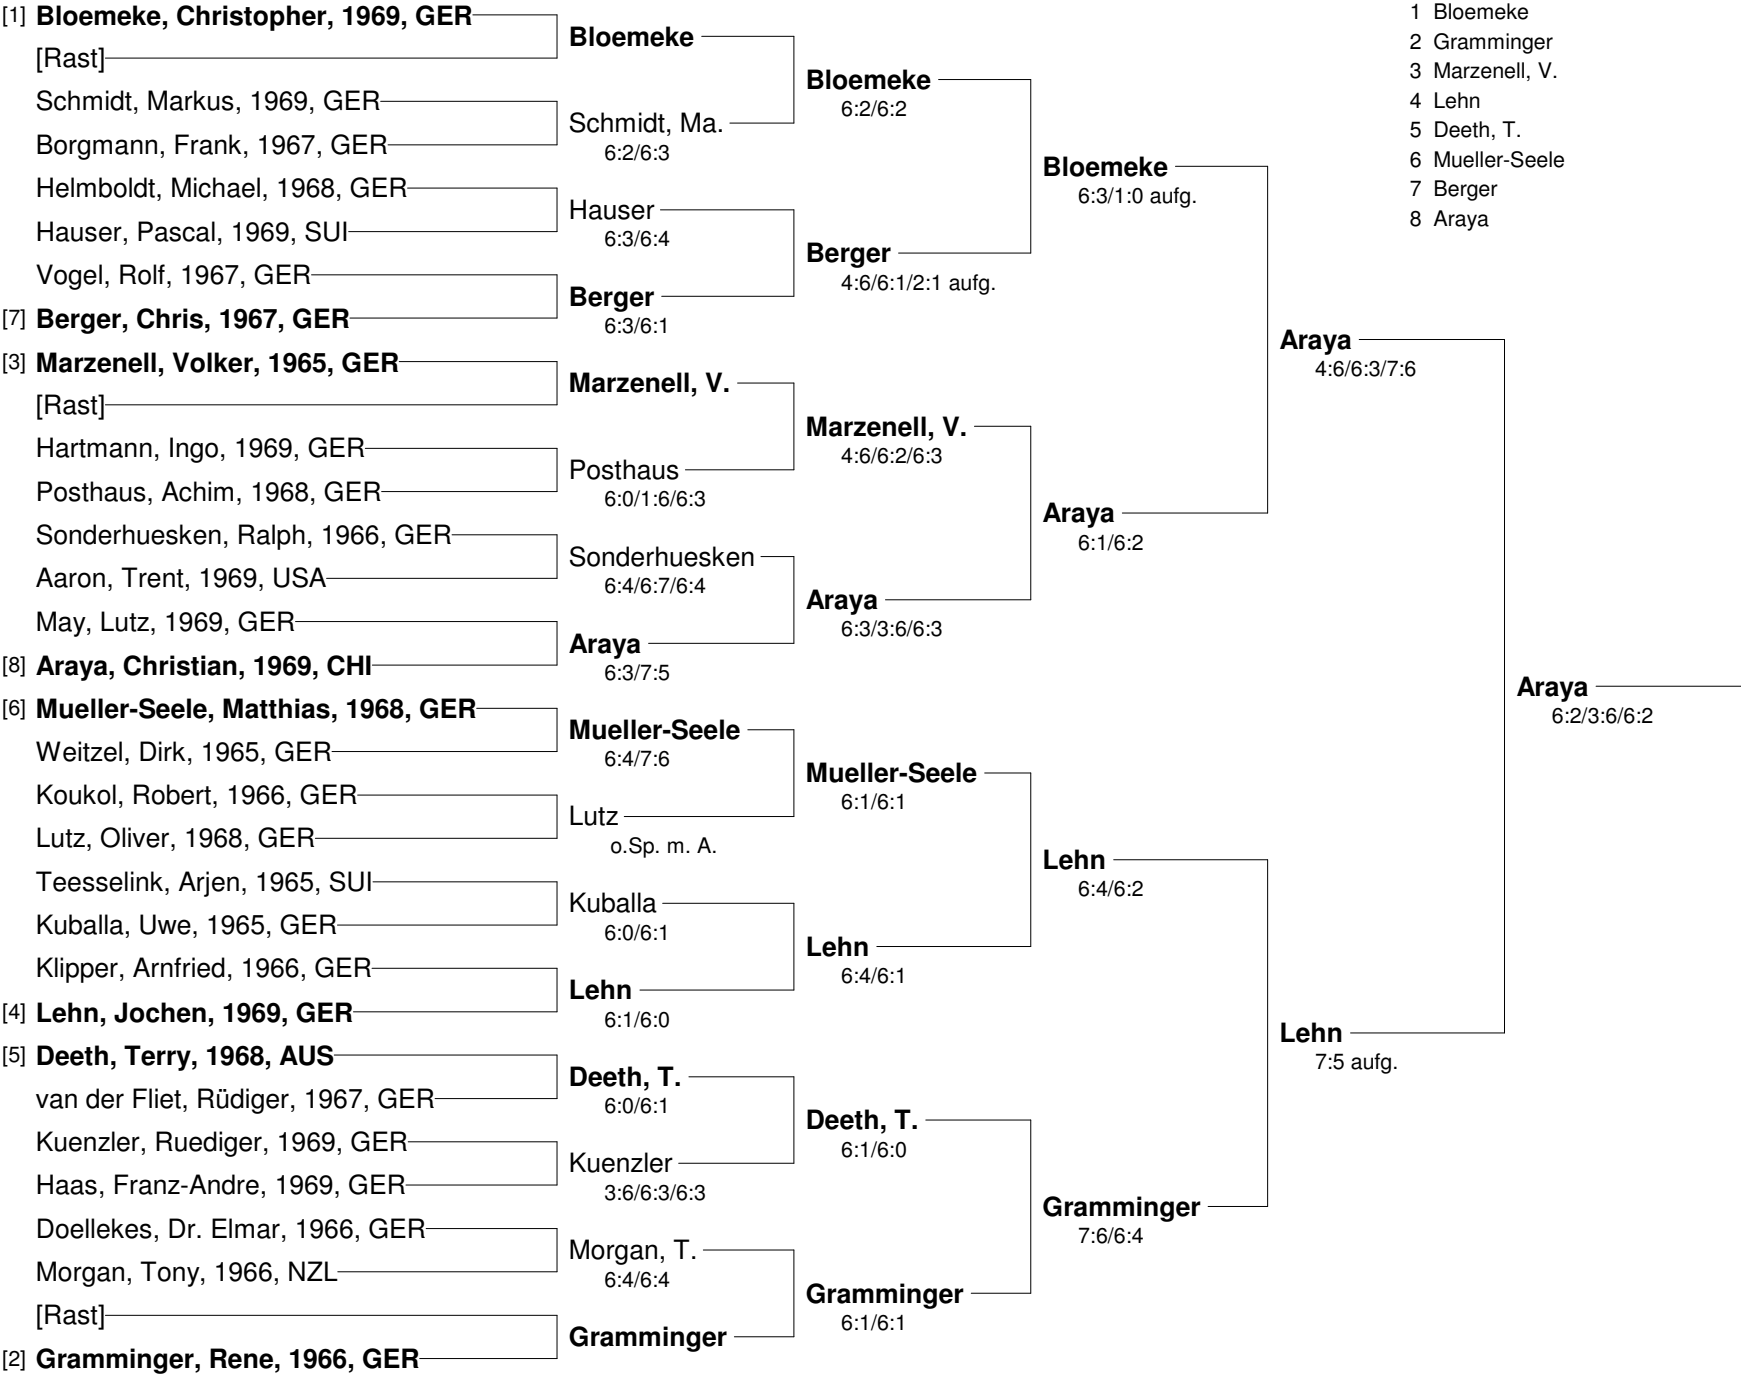 [1] Bloemeke, Christopher, 1969, GER
[Rast]
Schmidt, Markus, 1969, GER
Borgmann, Frank, 1967, GER
Helmboldt, Michael, 1968, GER
Hauser, Pascal, 1969, SUI
Vogel, Rolf, 1967, GER
[7] Berger, Chris, 1967, GER
[3] Marzenell, Volker, 1965, GER
[Rast]
Hartmann, Ingo, 1969, GER
Posthaus, Achim, 1968, GER
Sonderhuesken, Ralph, 1966, GER
Aaron, Trent, 1969, USA
May, Lutz, 1969, GER
[8] Araya, Christian, 1969, CHI
[6] Mueller-Seele, Matthias, 1968, GER
Weitzel, Dirk, 1965, GER
Koukol, Robert, 1966, GER
Lutz, Oliver, 1968, GER
Teesselink, Arjen, 1965, SUI
Kuballa, Uwe, 1965, GER
Klipper, Arnfried, 1966, GER
[4] Lehn, Jochen, 1969, GER
[5] Deeth, Terry, 1968, AUS
van der Fliet, Rüdiger, 1967, GER
Kuenzler, Ruediger, 1969, GER
Haas, Franz-Andre, 1969, GER
Doellekes, Dr. Elmar, 1966, GER
Morgan, Tony, 1966, NZL
[Rast]
[2] Gramminger, Rene, 1966, GER
Bloemeke
Schmidt, Ma.
6:2/6:3
Hauser
6:3/6:4
Berger
6:3/6:1
Marzenell, V.
Posthaus
6:0/1:6/6:3
Sonderhuesken
6:4/6:7/6:4
Araya
6:3/7:5
Mueller-Seele
6:4/7:6
Lutz
o.Sp. m. A.
Kuballa
6:0/6:1
Lehn
6:1/6:0
Deeth, T.
6:0/6:1
Kuenzler
3:6/6:3/6:3
Morgan, T.
6:4/6:4
Gramminger
Bloemeke
6:2/6:2
Berger
4:6/6:1/2:1 aufg.
Marzenell, V.
4:6/6:2/6:3
Araya
6:3/3:6/6:3
Mueller-Seele
6:1/6:1
Lehn
6:4/6:1
Deeth, T.
6:1/6:0
Gramminger
6:1/6:1
Bloemeke
6:3/1:0 aufg.
Araya
6:1/6:2
Lehn
6:4/6:2
Gramminger
7:6/6:4
Araya
4:6/6:3/7:6
Lehn
7:5 aufg.
Araya
6:2/3:6/6:2
1 Bloemeke
2 Gramminger
3 Marzenell, V.
4 Lehn
5 Deeth, T.
6 Mueller-Seele
7 Berger
8 Araya